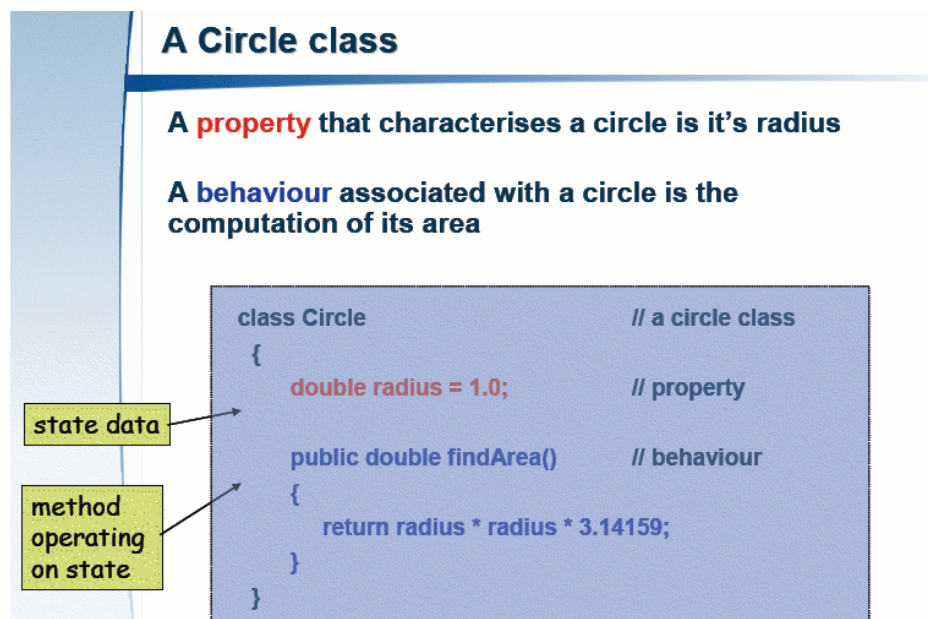 A Circle class
A property that characterises a circle is it's radius
A behaviour associated with a circle is the
computation of its area
class Circle // a circle class
{
double radius = 1.0; // property
state data
public double findArea() // behaviour
{
method
operating
on state
return radius * radius * 3.14159;
}
}